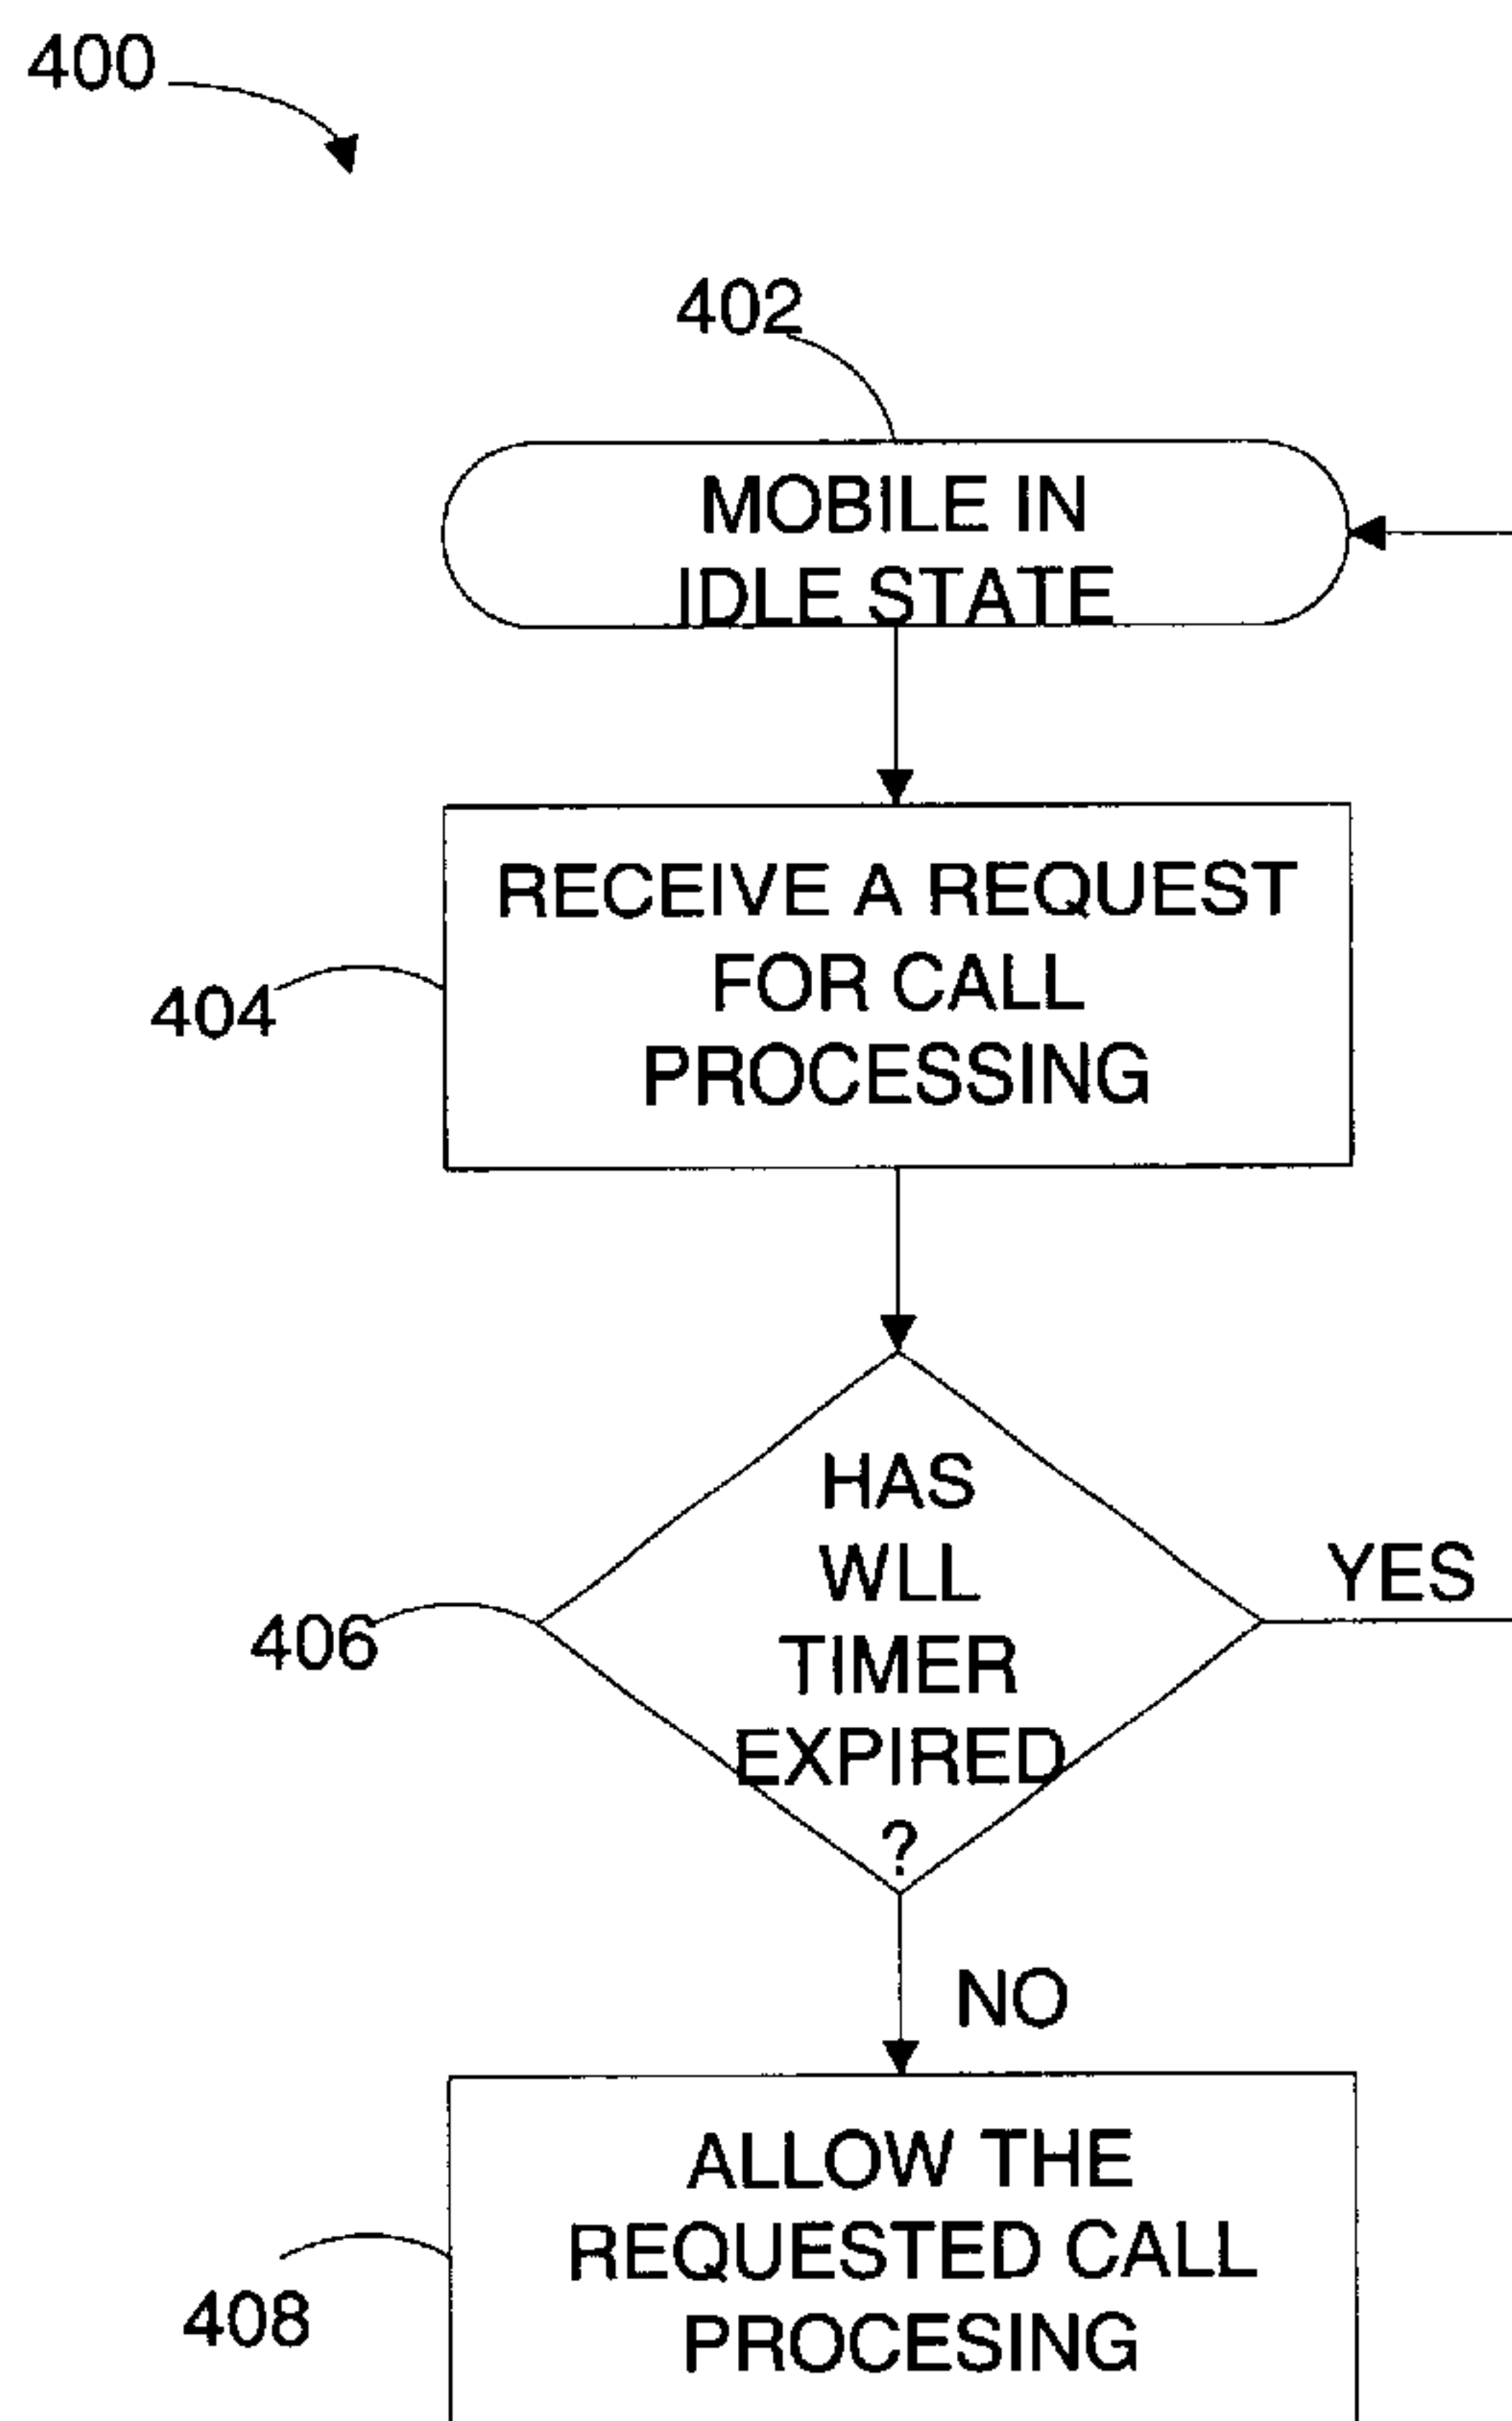 400
402
MOBILE IN
IDLE STATE
RECEIVE A REQUEST
FOR CALL
PROCESSING
404
HAS
WLL
TIMER
EXPIRED
?
YES
406
NO
ALLOW THE
REQUESTED CALL
PROCESING
408